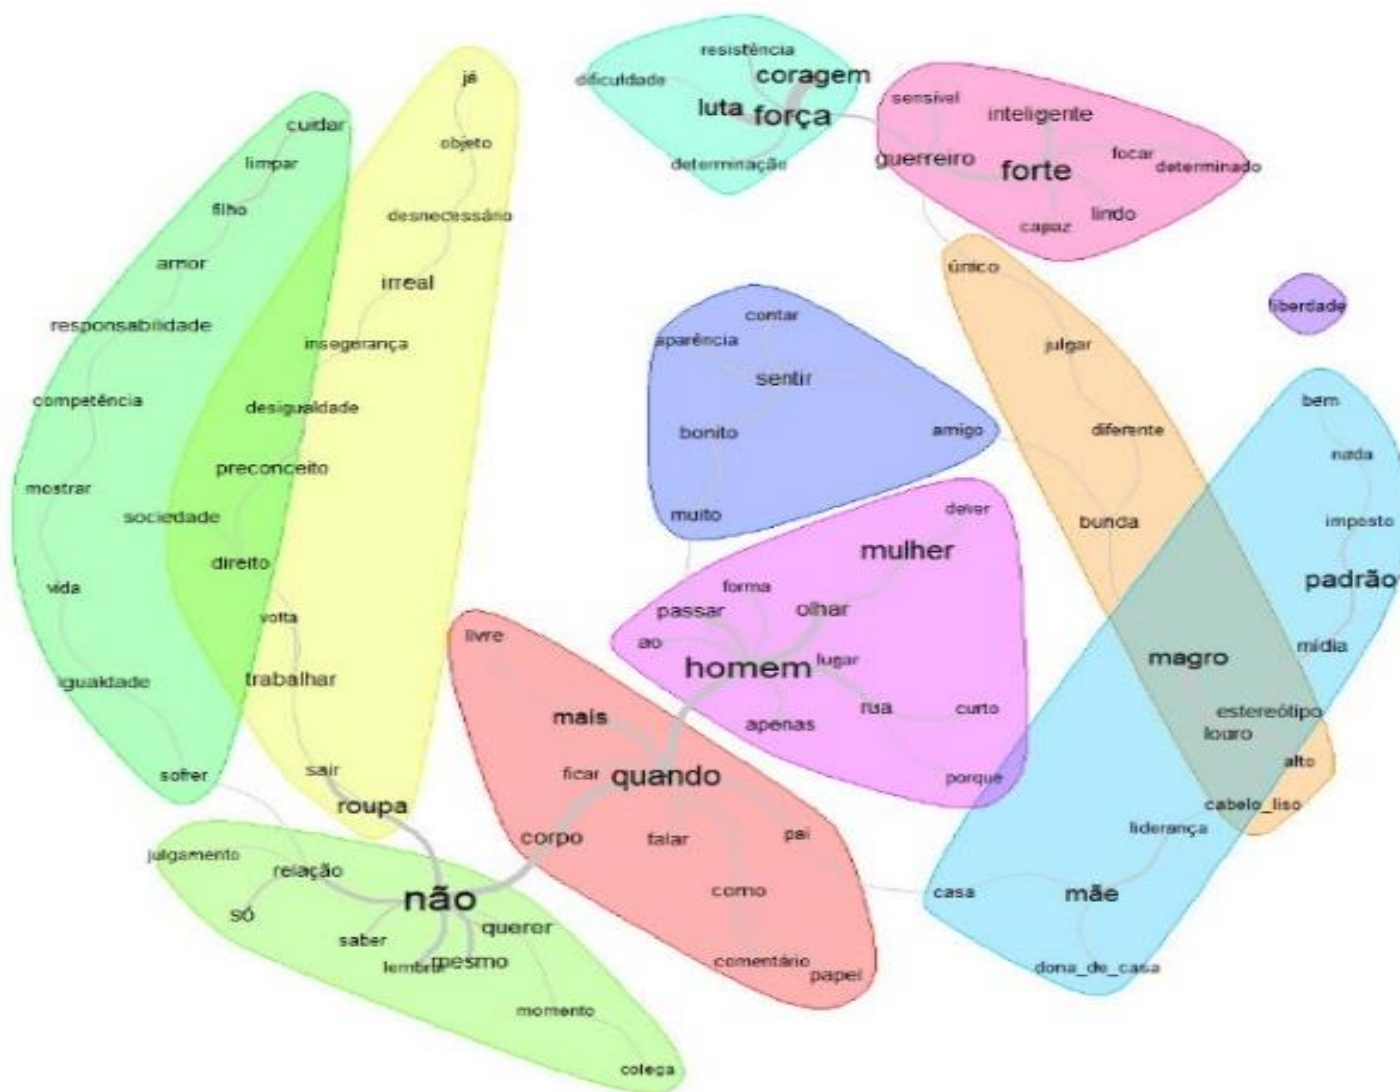 resistência
dificuldade
coragem
luta
força
determinação
sensível
inteligente
guerreiro
focar
determinado
forte
capaz
lindo
único
julgar
diferente
bunda
magro
estereótipo
louro
alto
cabelo_liso
liberdade
bem
nada
imposto
padrão
mídia
liderança
casa
mãe
dona_de_casa
contar
aparência
sentir
bonito
amigo
muito
dever
mulher
forma
passar
olhar
ao
homem
lugar
apenas
rua
curto
porque
livre
mais
ficar
quando
corpo
falar
pai
como
comentário
papel
já
objeto
desnecessário
irreal
insegurança
desigualdade
preconceito
sociedade
direito
volta
trabalhar
sair
roupa
cuidar
limpar
filho
amor
responsabilidade
competência
mostrar
vida
igualdade
sofrer
julgamento
relação
só
não
saber
querer
lembrar
mesmo
momento
colega